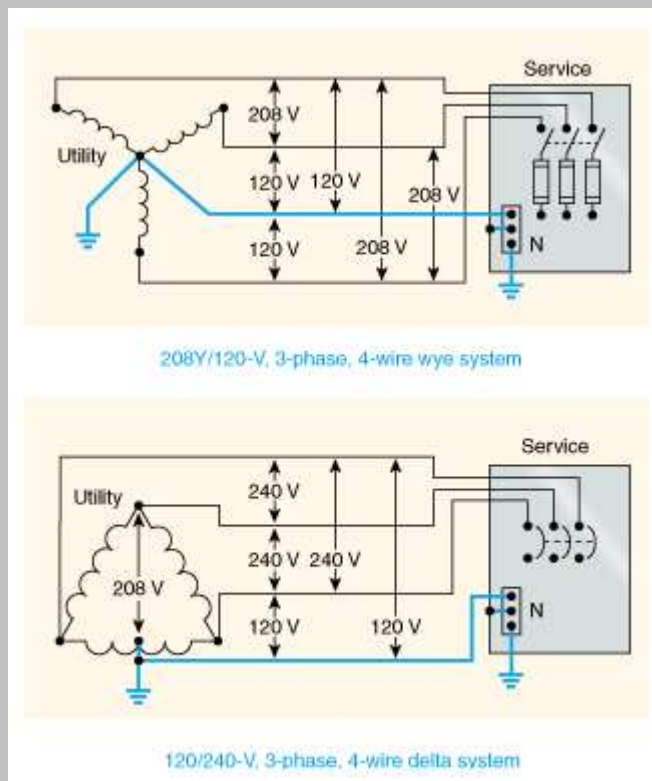 Service
208 V
Utility
120 V 120 V
208 V
120 V
208 V
N
208Y/120-V, 3-phase, 4-wire wye system
Service
Utility
240 V
208 V
240 V 240 V
120 V
120 V
N
120/240-V, 3-phase, 4-wire delta system